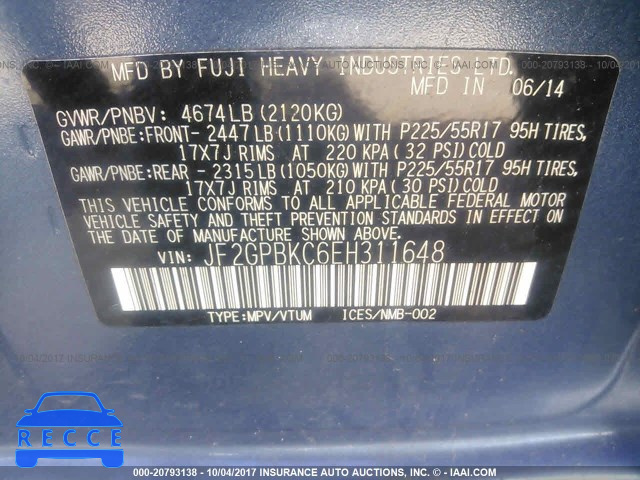 MFD BY FUJI HEAVY INDUSTRIES LTD.
MFD IN 06/14
GVWR/PNBV: 4674LB (2120KG)
GAWR/PNBE:FRONT- 2447LB(1110KG)WITH P225/55R17 95H TIRES,
17X7J RIMS AT 220 KPA(32 PSI)COLD
GAWR/PNBE:REAR - 2315LB(1050KG)WITH P225/55R17 95H TIRES,
17X7J RIMS AT 210 KPA(30 PSI)COLD
THIS VEHICLE CONFORMS TO ALL APPLICABLE FEDERAL MOTOR
VEHICLE SAFETY AND THEFT PREVENTION STANDARDS IN EFFECT ON THE
DATE OF MANUFACTURE SHOWN ABOVE.
VIN: JF2GPBKC6EH311648
TYPE:MPV/VTUM ICES/NMB-002
000-20793138 - 10/04/2017 INSURANCE AUTO AUCTIONS, INC. (C) - IAAI.COM